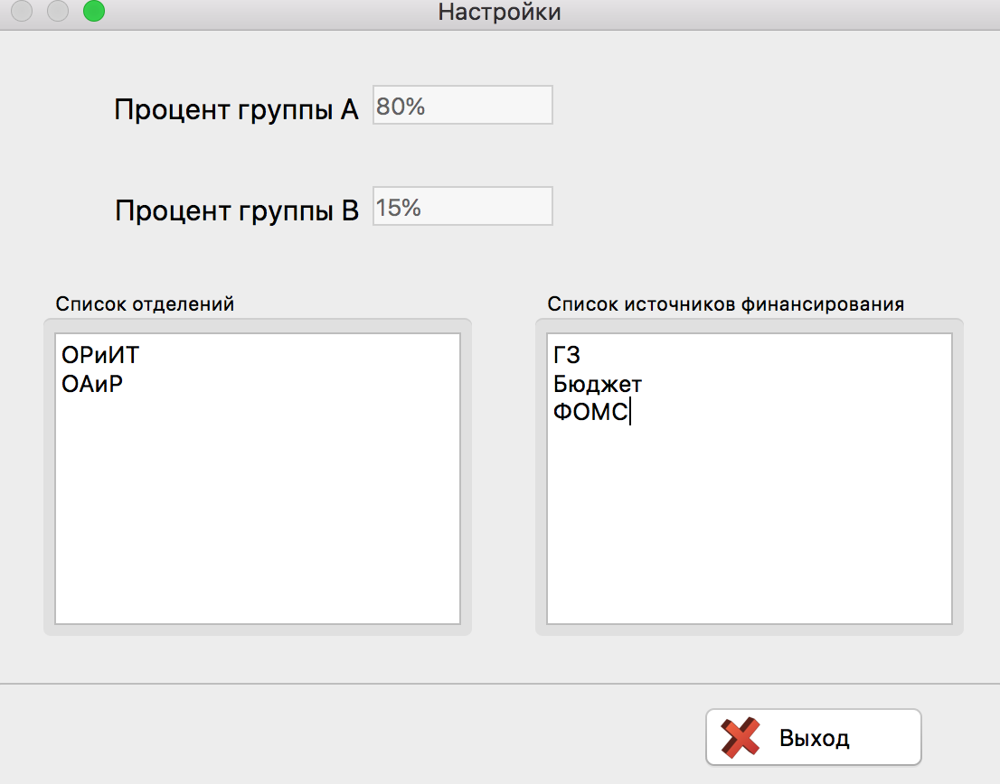 Настройки
Процент группы А 80%
Процент группы В 15%
Список отделений
ОРиИТ
ОАиР
Список источников финансирования
ГЗ
Бюджет
ФОМС
Выход